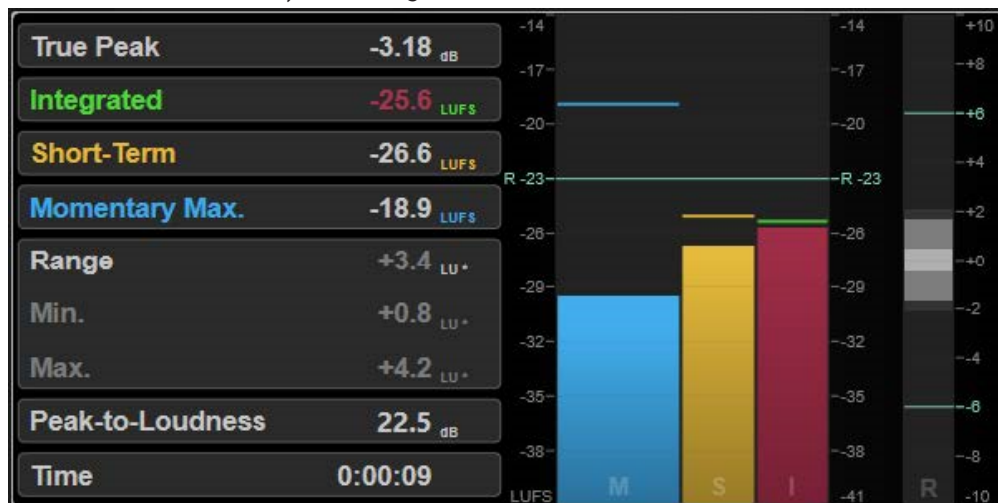 True Peak -3.18 dB
Integrated -25.6 LUFS
Short-Term -26.6 LUFS
Momentary Max. -18.9 LUFS
Range +3.4 LU*
Min. +0.8 LU*
Max. +4.2 LU*
Peak-to-Loudness 22.5 dB
Time 0:00:09
-14 -14 +10
-17 -17 +8
-20 -20 +6
R -23 R -23 +4
-26 -26 +2
-29 -29 +0
-32 -32 -2
-35 -35 -4
-38 -38 -6
-8
LUFS M S I -41 R -10